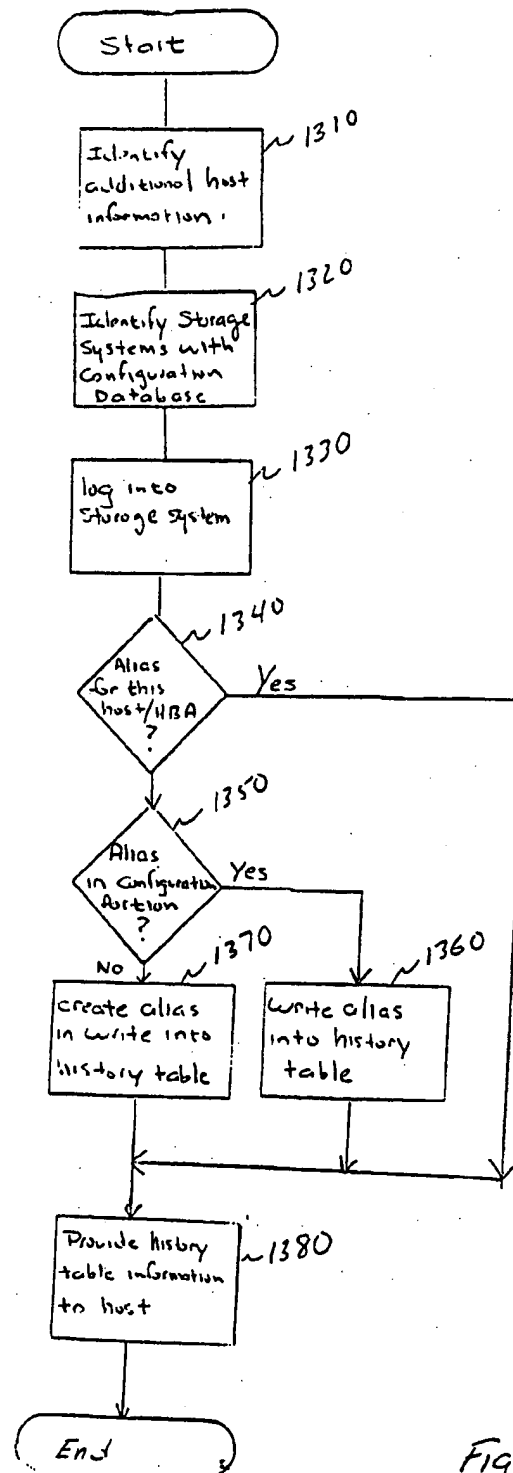 Start
1310
Identify
additional host
information.
1320
Identify Storage
Systems with
Configuration
Database
1330
log into
Storage System
1340
Alias
for this
host/HBA
?
Yes
1350
Alias
in Configuration
Portion
?
Yes
No
1370
create alias
in write into
history table
1360
write alias
into history
table
Provide history
table information
to host
1380
End
FIG